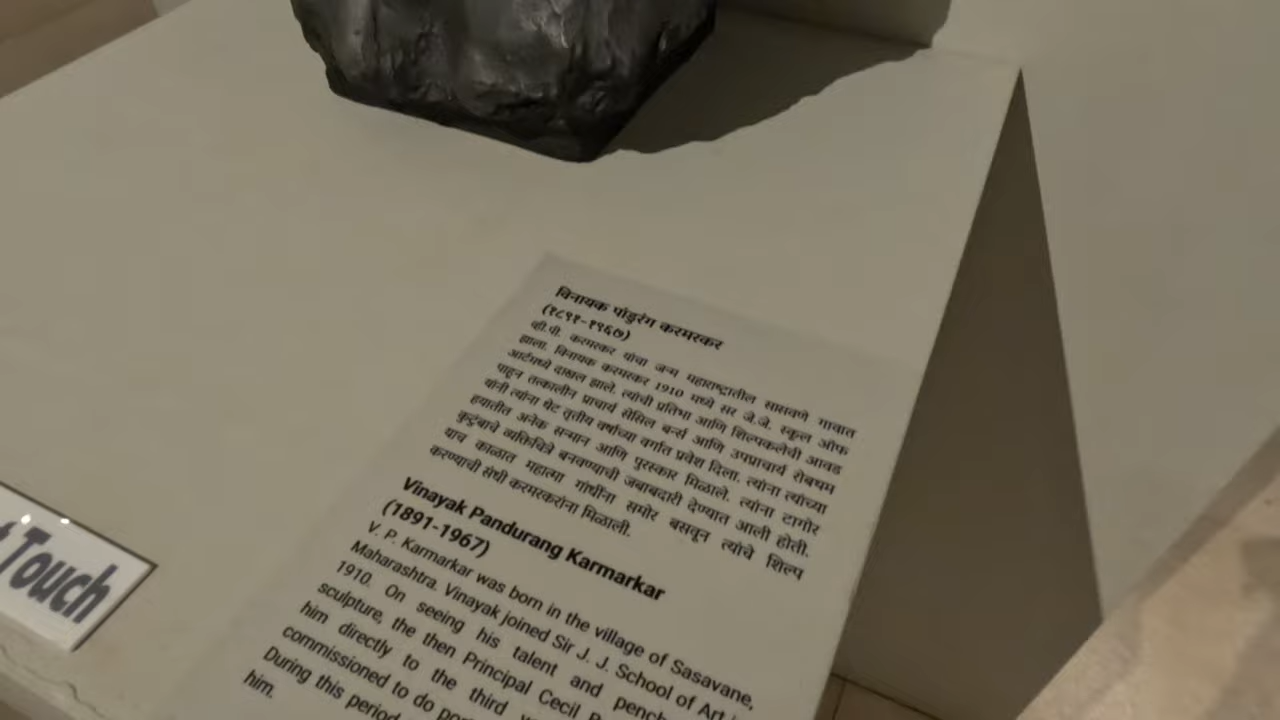 विनायक पांडुरंग करमरकर
(१८९१-१९६७)
व्ही.पी. करमरकर यांचा जन्म महाराष्ट्रातील सासवणे गावात
झाला. विनायक करमरकर 1910 मध्ये सर जे.जे. स्कूल ऑफ
आर्टमध्ये दाखल झाले. त्यांची प्रतिभा आणि शिल्पकलेची आवड
पाहून तत्कालीन प्राचार्य सेसिल बर्न्स आणि उपप्राचार्य रोबथम
यांनी त्यांना थेट तृतीय वर्षाच्या वर्गात प्रवेश दिला. त्यांना त्यांच्या
हयातीत अनेक सन्मान आणि पुरस्कार मिळाले. त्यांना टागोर
कुटुंबाचे व्यक्तिचित्रे बनवण्याची जबाबदारी देण्यात आली होती.
याच काळात महात्मा गांधींना समोर बसवून त्यांचे शिल्प
करण्याची संधी करमरकरांना मिळाली.
Vinayak Pandurang Karmarkar
(1891-1967)
V. P. Karmarkar was born in the village of Sasavane,
Maharashtra. Vinayak joined Sir J. J. School of Art
1910. On seeing his talent and
sculpture, the then Principal Cecil
him directly to the third
commissioned to do
During this period
him.
Touch